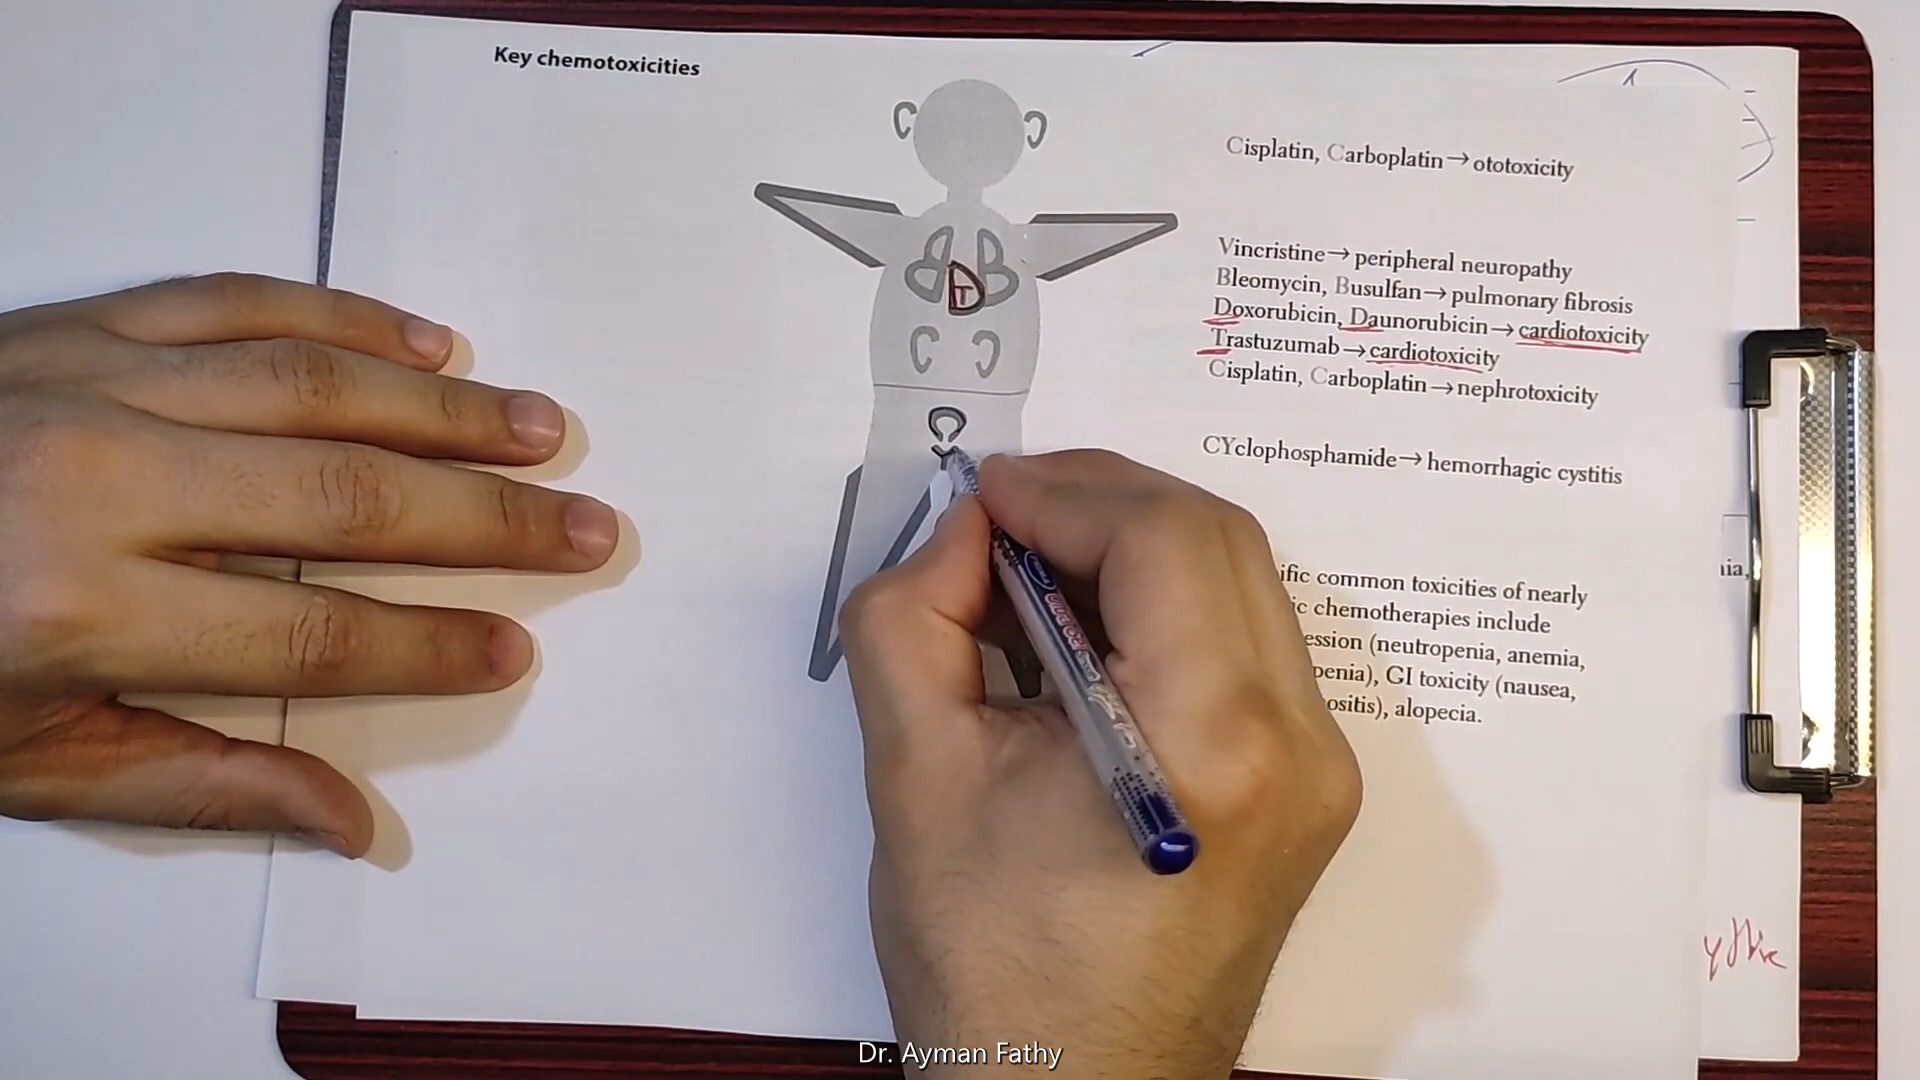 Key chemotoxicities
Cisplatin, Carboplatin→ototoxicity
Vincristine→peripheral neuropathy
Bleomycin, Busulfan→pulmonary fibrosis
Doxorubicin, Daunorubicin→cardiotoxicity
Trastuzumab→cardiotoxicity
Cisplatin, Carboplatin→nephrotoxicity
CYclophosphamide→hemorrhagic cystitis
ific common toxicities of nearly
ic chemotherapies include
ession (neutropenia, anemia,
penia), GI toxicity (nausea,
ositis), alopecia.
C C
B B
D
T
C C
C
Y
nia,
Dr. Ayman Fathy